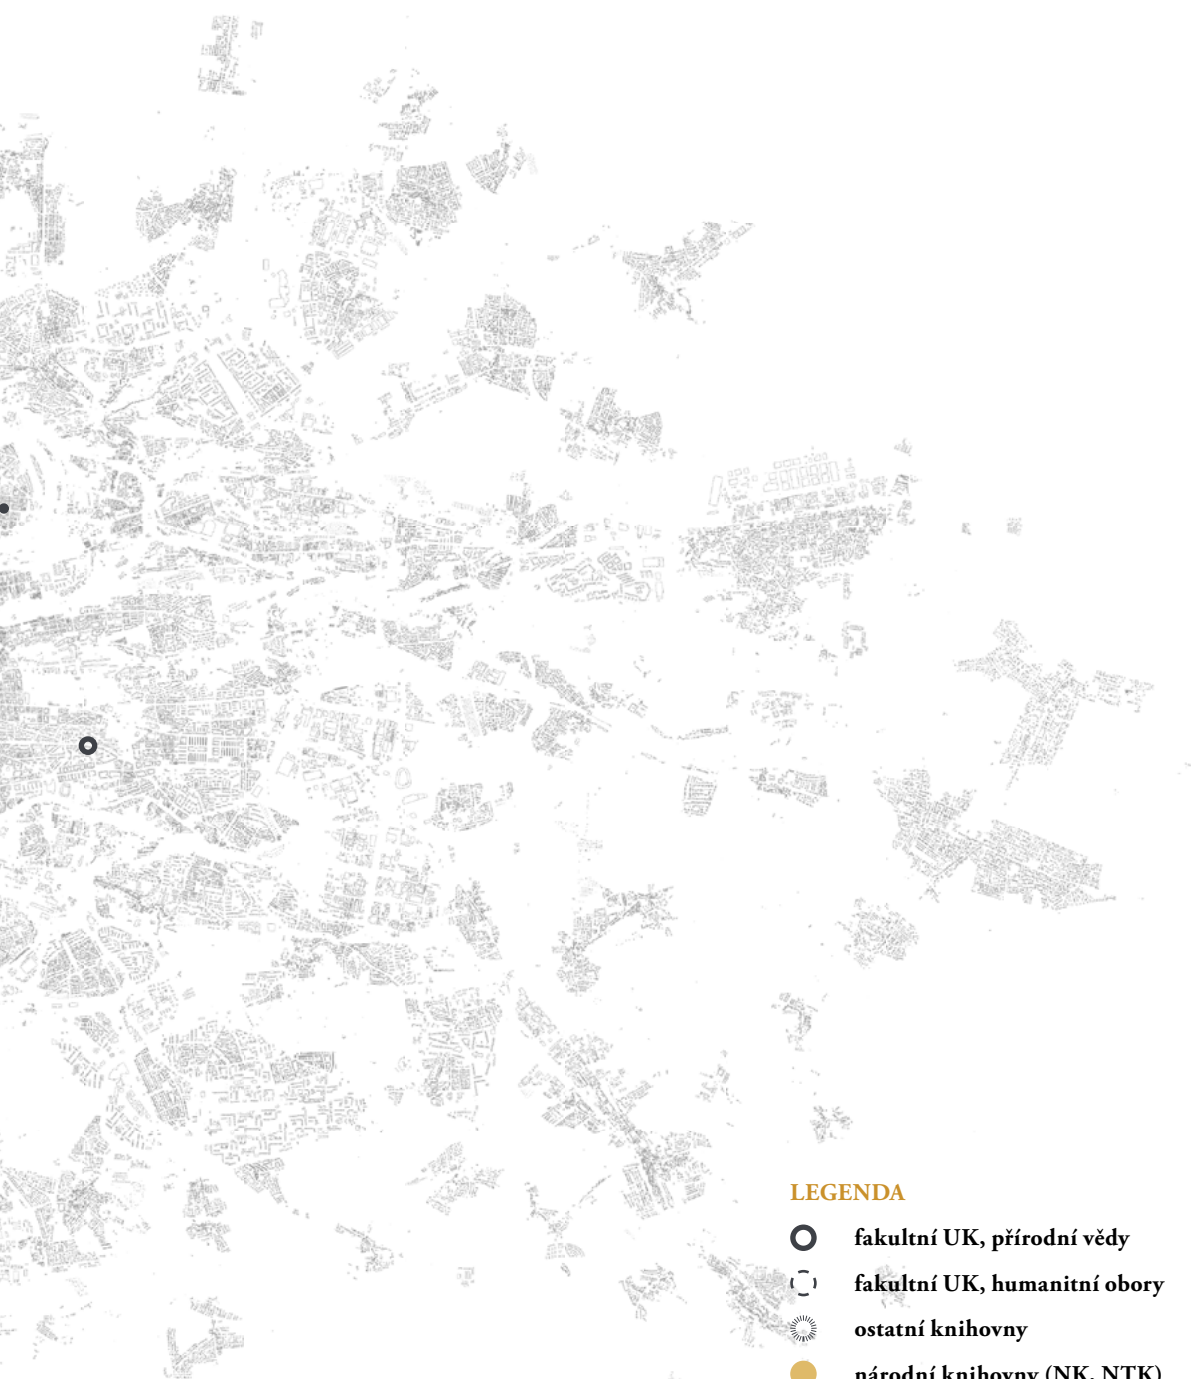 LEGENDA
fakultní UK, přírodní vědy
fakultní UK, humanitní obory
ostatní knihovny
národní knihovny (NK, NTK)